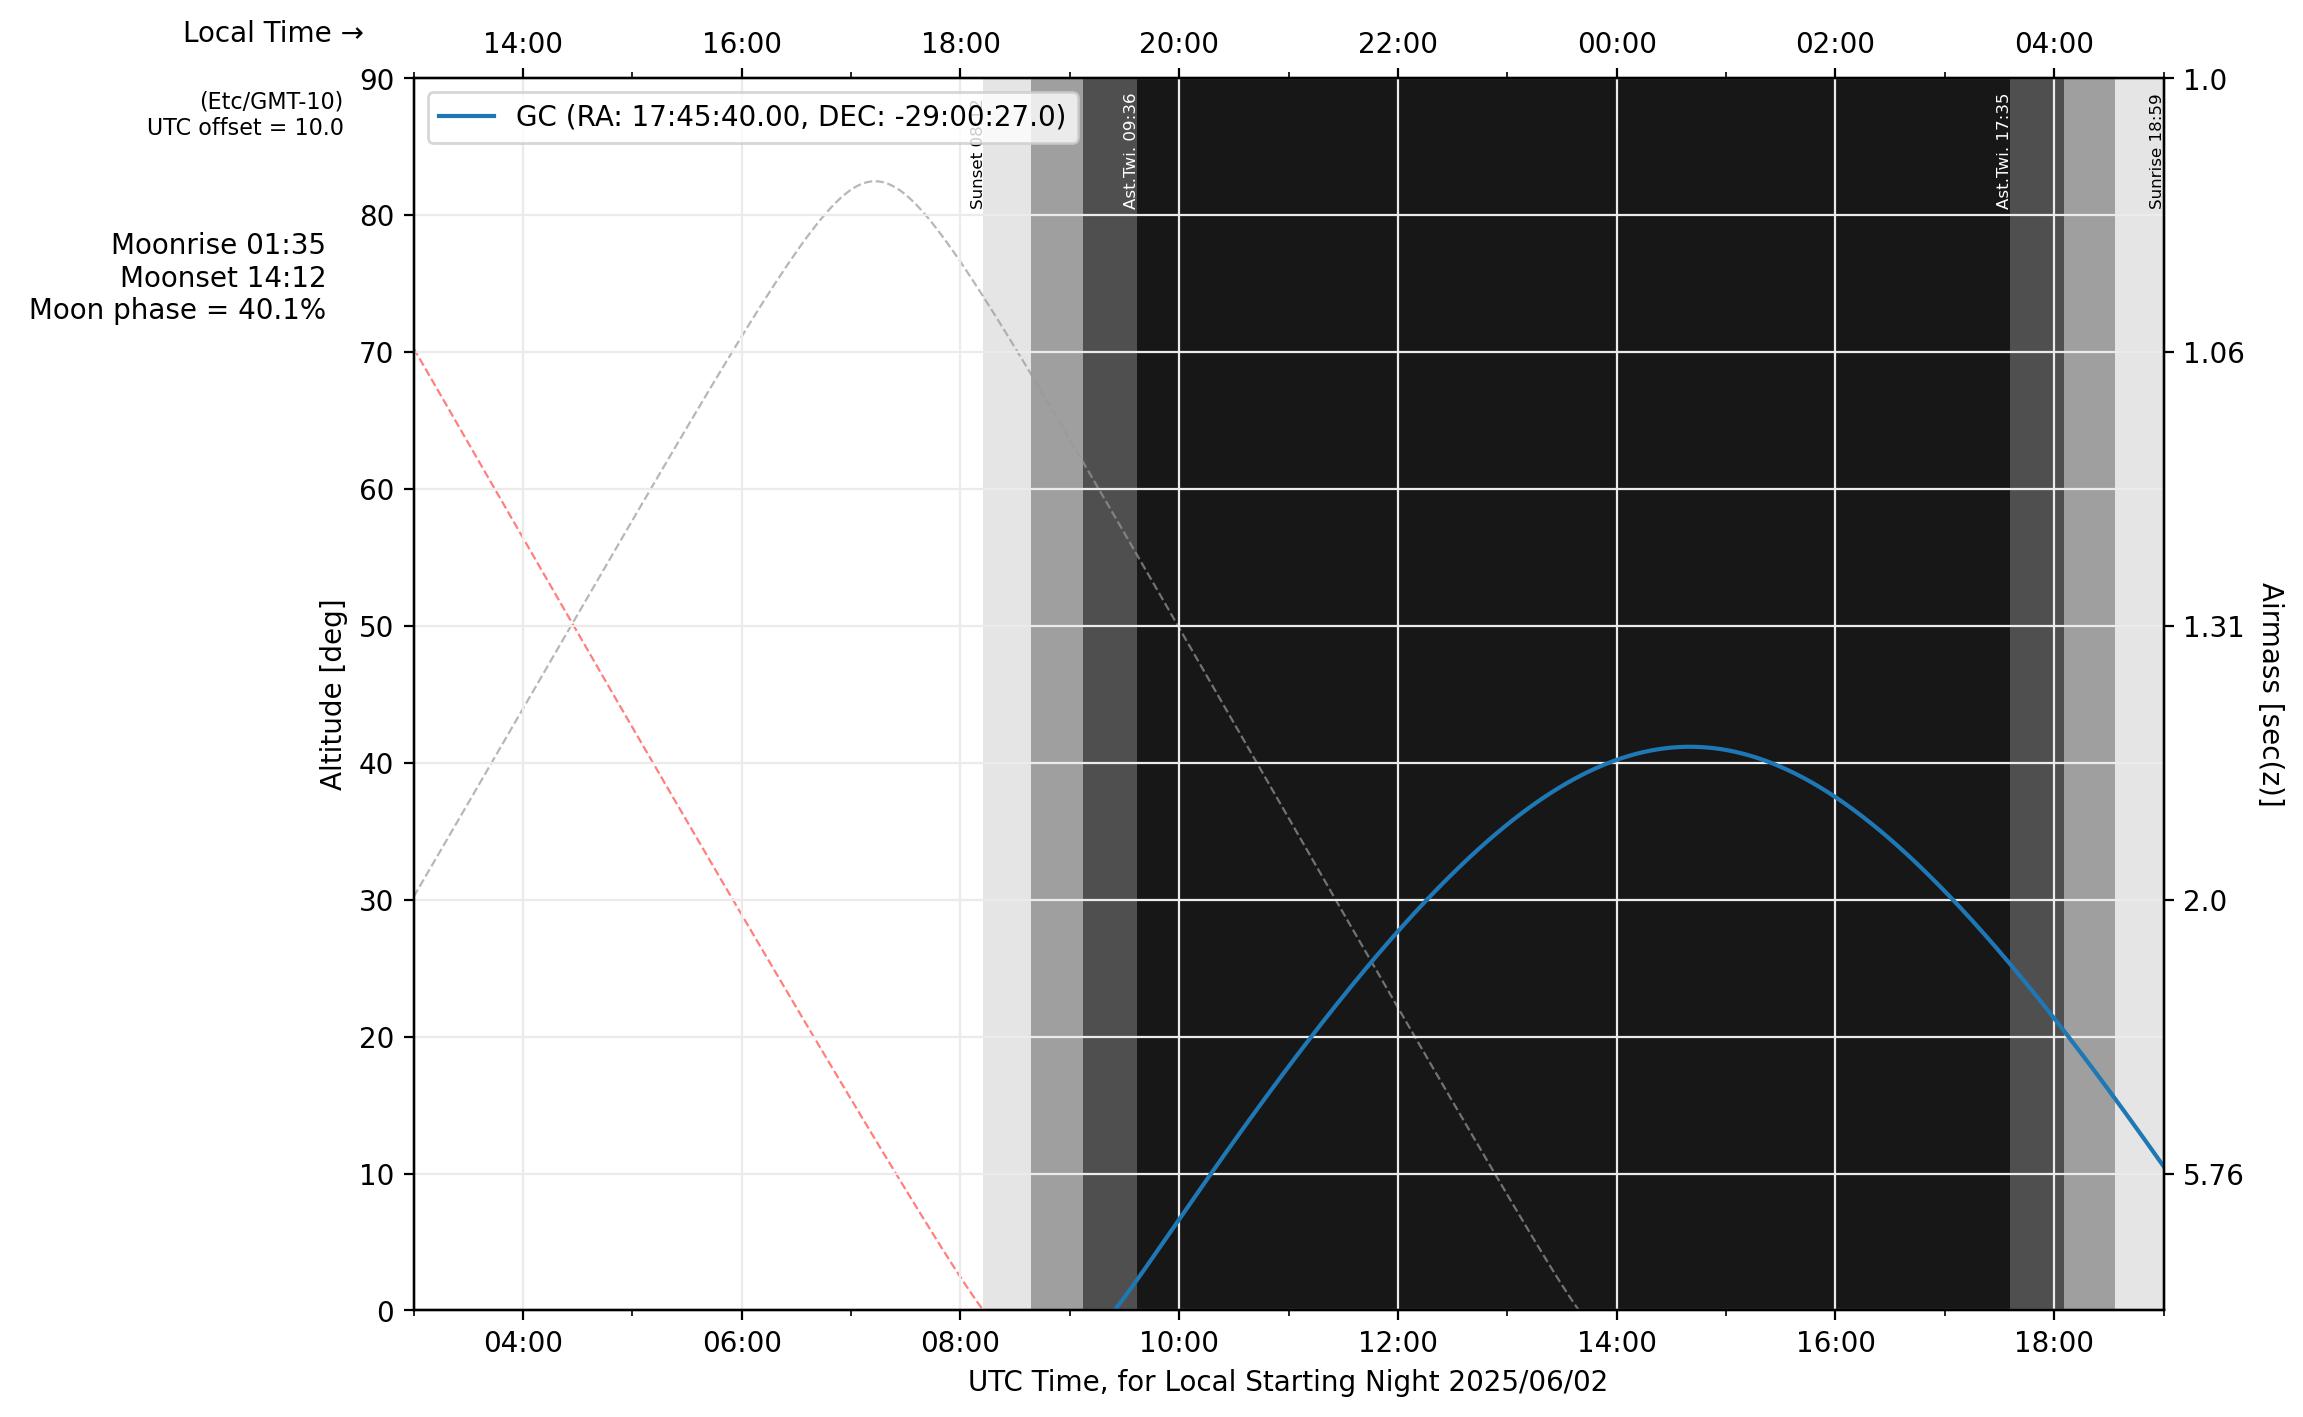 Local Time →
14:00 16:00 18:00 20:00 22:00 00:00 02:00 04:00
(Etc/GMT-10)
UTC offset = 10.0
Moonrise 01:35
Moonset 14:12
Moon phase = 40.1%
GC (RA: 17:45:40.00, DEC: -29:00:27.0)
Sunset
Ast.Twi. 09:36
Ast.Twi. 17:35
Sunrise 18:59
Altitude [deg]
90
80
70
60
50
40
30
20
10
0
1.0
1.06
1.31
2.0
5.76
Airmass [sec(z)]
04:00 06:00 08:00 10:00 12:00 14:00 16:00 18:00
UTC Time, for Local Starting Night 2025/06/02